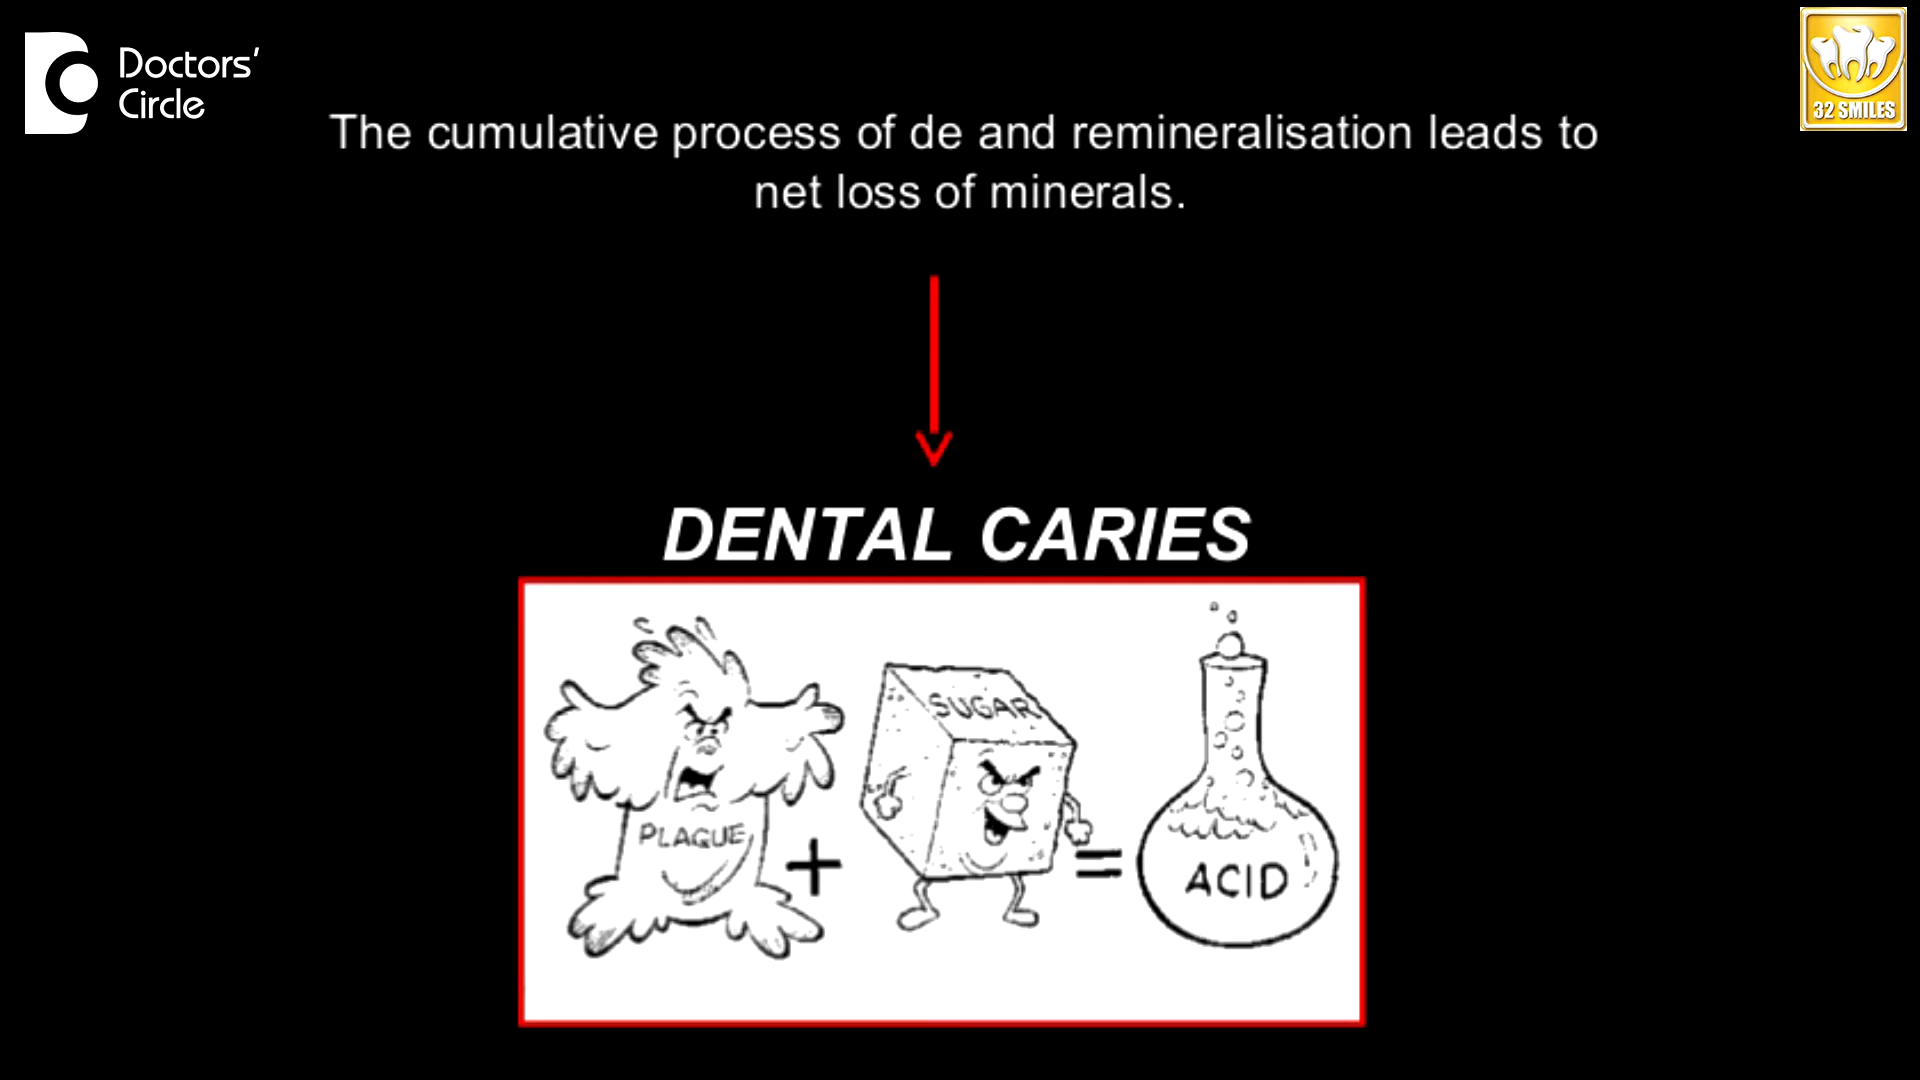 Doctors'
Circle
32 SMILES
The cumulative process of de and remineralisation leads to
net loss of minerals.
DENTAL CARIES
SUGAR
PLAQUE
+
=
ACID